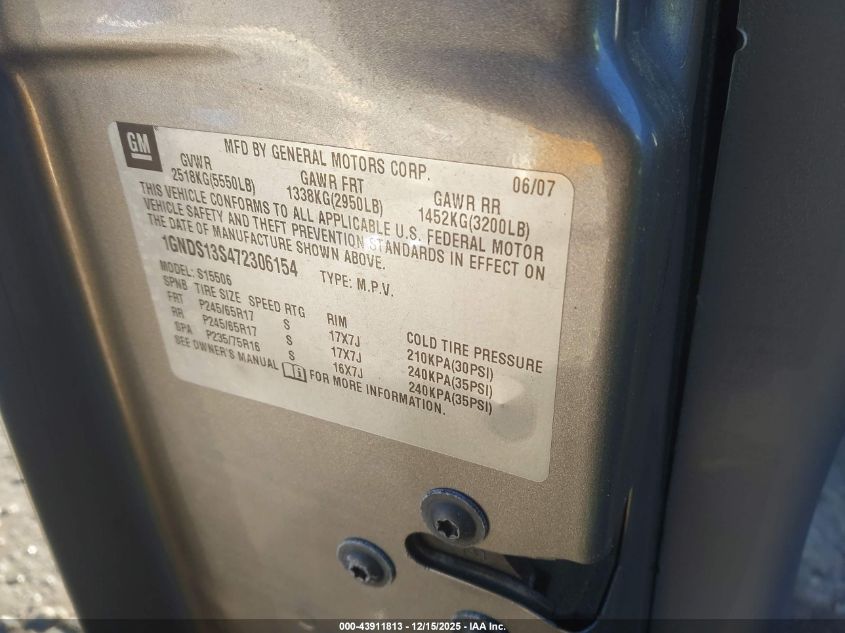 GM
MFD BY GENERAL MOTORS CORP. 06/07
GVWR GAWR FRT GAWR RR
2518KG(5550LB) 1338KG(2950LB) 1452KG(3200LB)
THIS VEHICLE CONFORMS TO ALL APPLICABLE U.S. FEDERAL MOTOR
VEHICLE SAFETY AND THEFT PREVENTION STANDARDS IN EFFECT ON
THE DATE OF MANUFACTURE SHOWN ABOVE.
1GNDS13S472306154 TYPE: M.P.V.
MODEL: S15506
SPNB TIRE SIZE SPEED RTG RIM COLD TIRE PRESSURE
FRT P245/65R17 S 17X7J 210KPA(30PSI)
RR P245/65R17 S 17X7J 240KPA(35PSI)
SPA P235/75R16 S 16X7J 240KPA(35PSI)
SEE OWNER'S MANUAL FOR MORE INFORMATION.
000-43911813 - 12/15/2025 - IAA Inc.